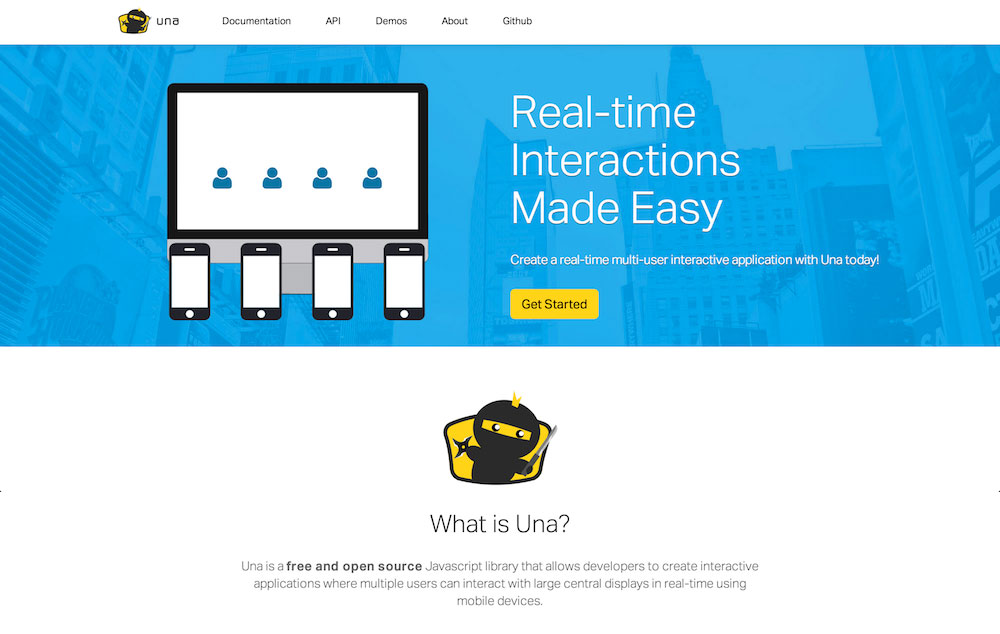 una
Documentation
API
Demos
About
Github
Real-time
Interactions
Made Easy
Create a real-time multi-user interactive application with Una today!
Get Started
What is Una?
Una is a free and open source Javascript library that allows developers to create interactive
applications where multiple users can interact with large central displays in real-time using
mobile devices.